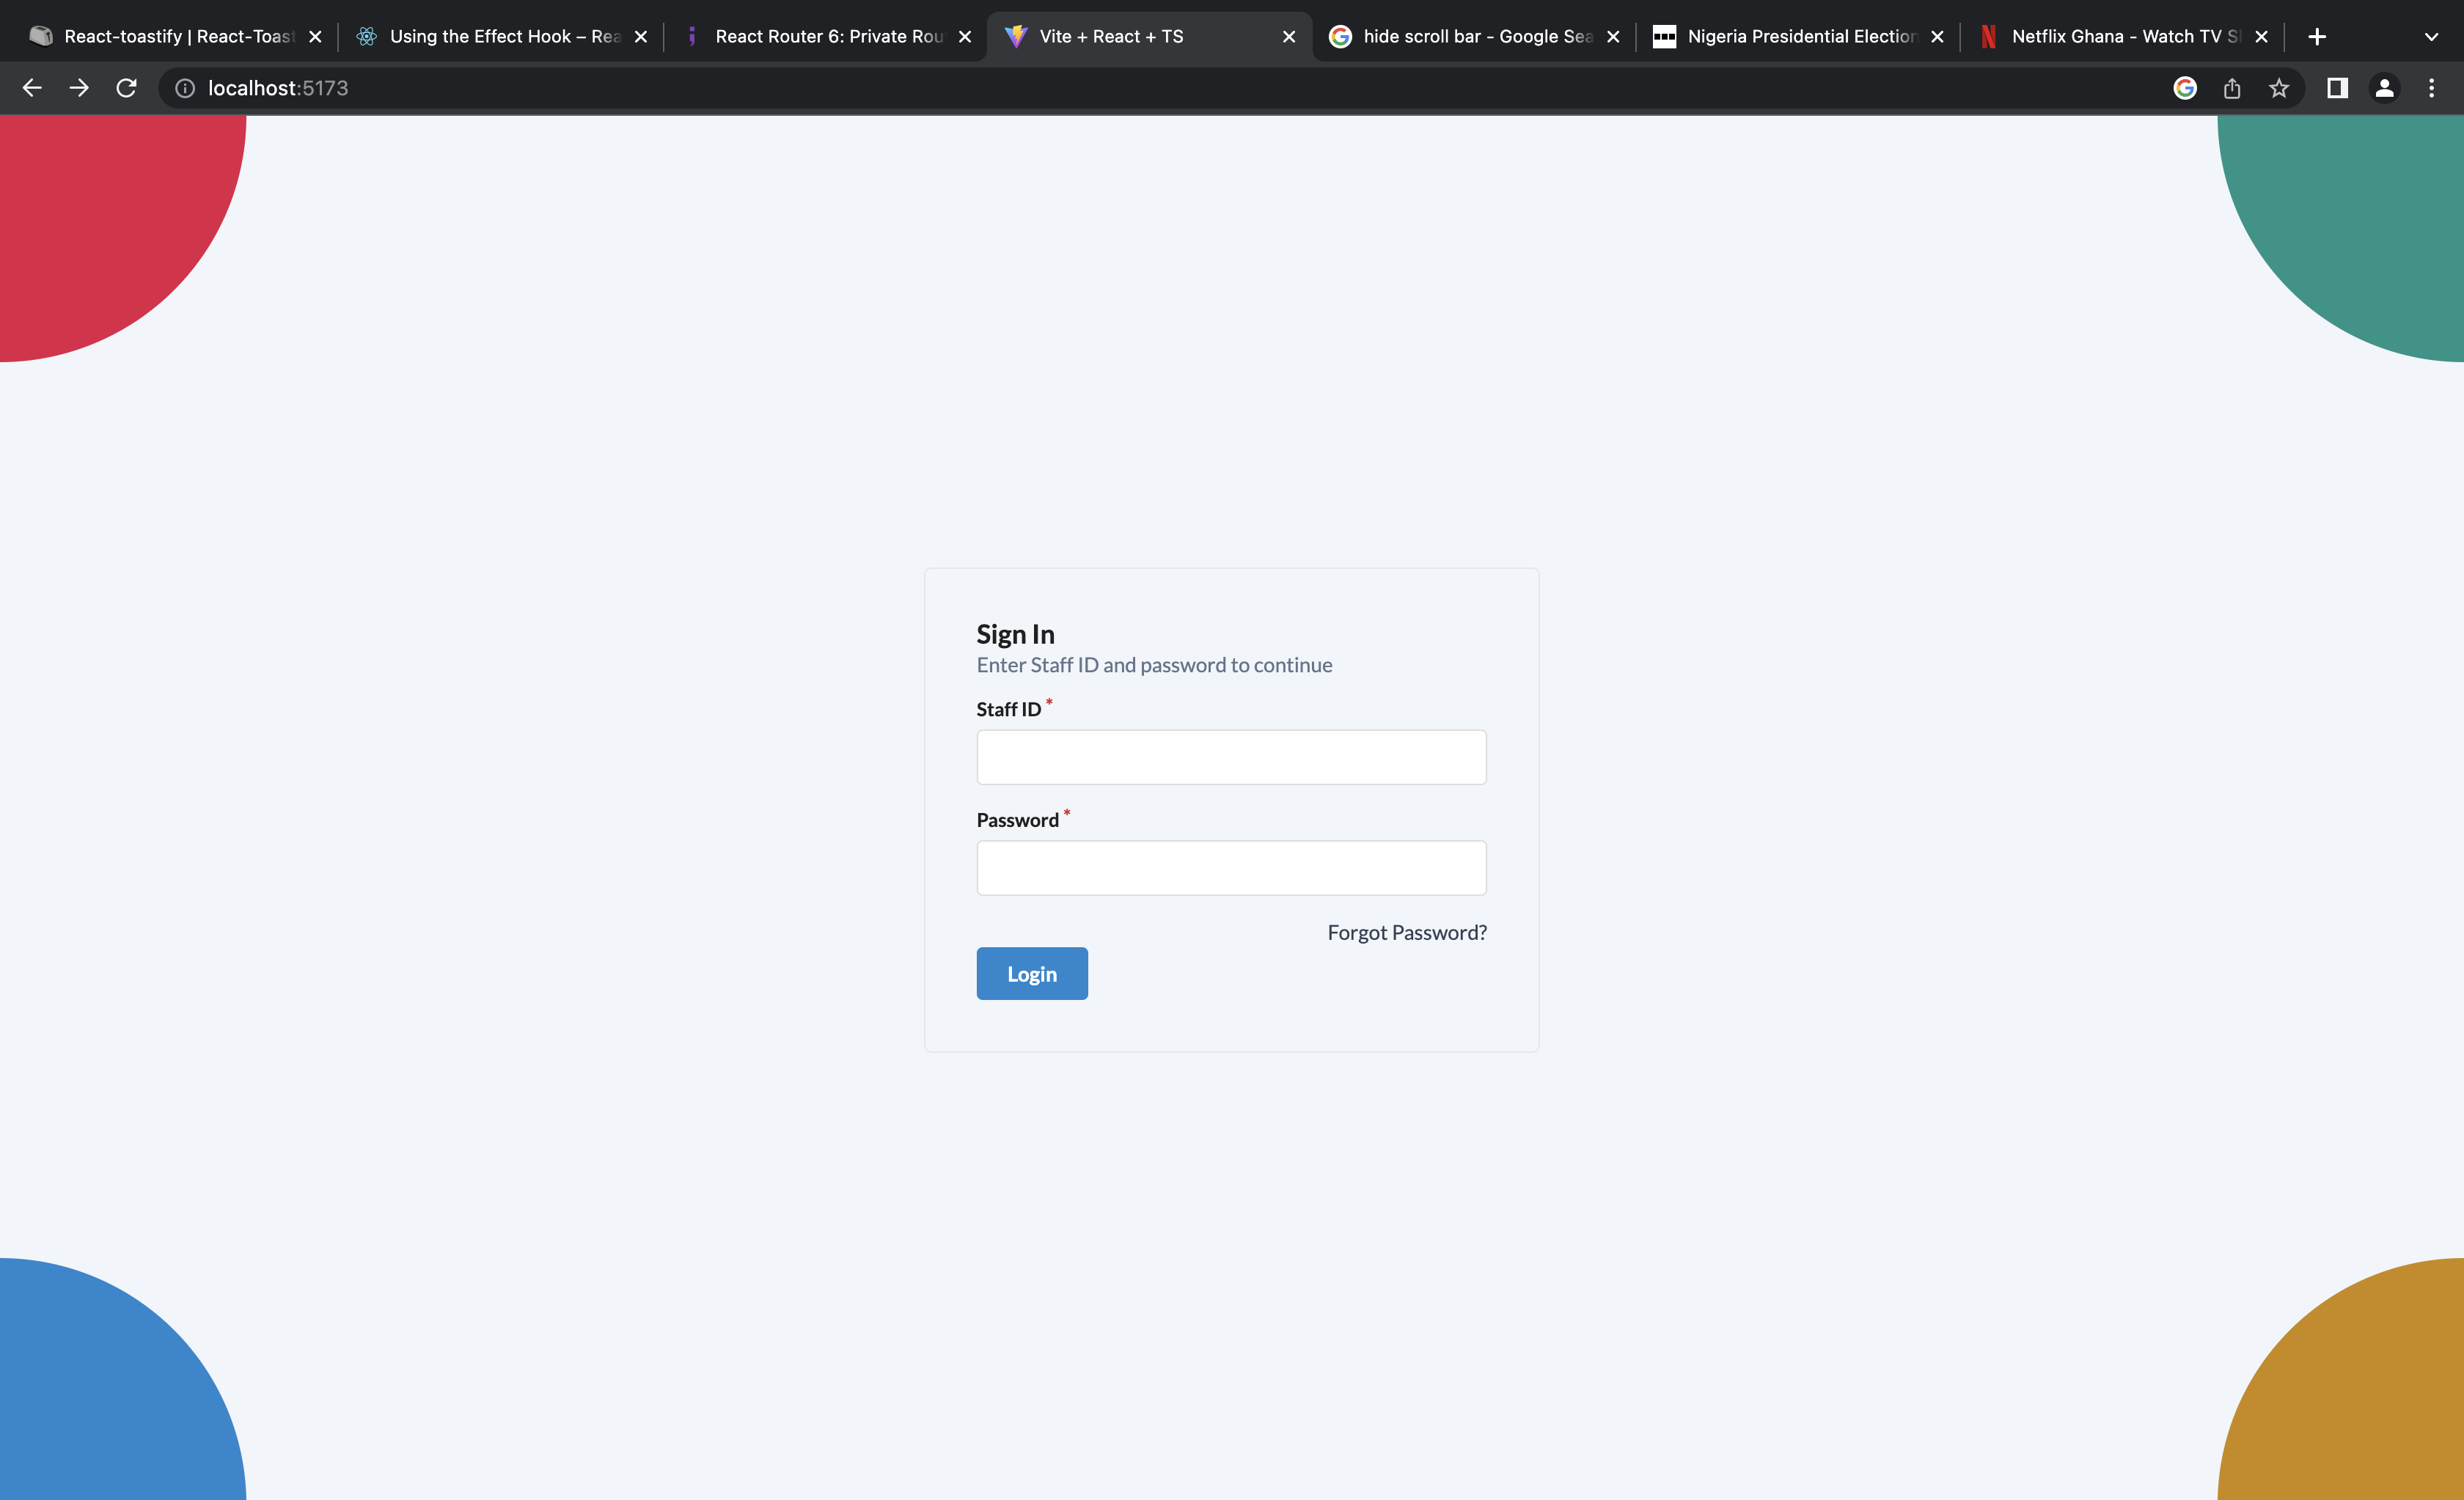 React-toastify | React-Toast
Using the Effect Hook – Rea
React Router 6: Private Rou
Vite + React + TS
hide scroll bar - Google Sea
Nigeria Presidential Election
Netflix Ghana - Watch TV S
localhost:5173
Sign In
Enter Staff ID and password to continue
Staff ID *
Password *
Forgot Password?
Login